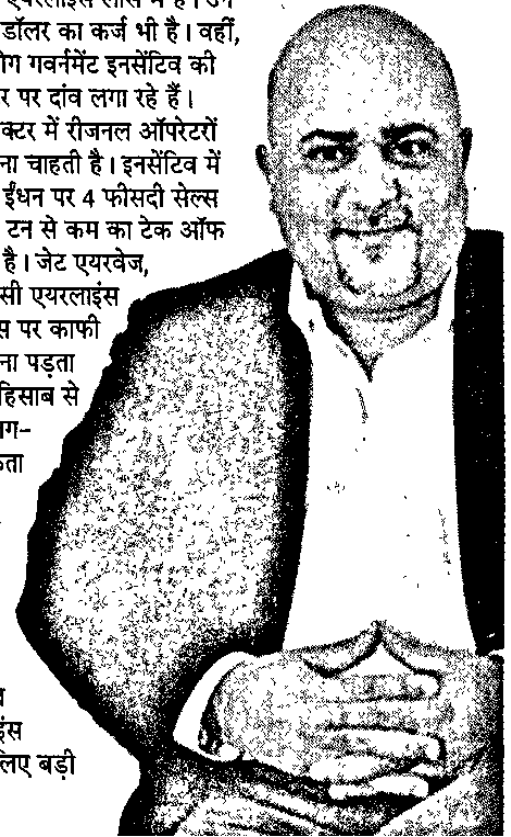 एयरलाइंस लॉस में हैं। उन
डॉलर का कर्ज भी है। वहीं,
गवर्नमेंट इनसेंटिव की
र पर दांव लगा रहे हैं।
क्टर में रीजनल ऑपरेटरों
ना चाहती है। इनसेंटिव में
ईंधन पर 4 फीसदी सेल्स
टन से कम का टेक ऑफ
है। जेट एयरवेज,
सी एयरलाइंस
स पर काफी
ना पड़ता
हिसाब से
ग-
ता
इंस
लिए बड़ी